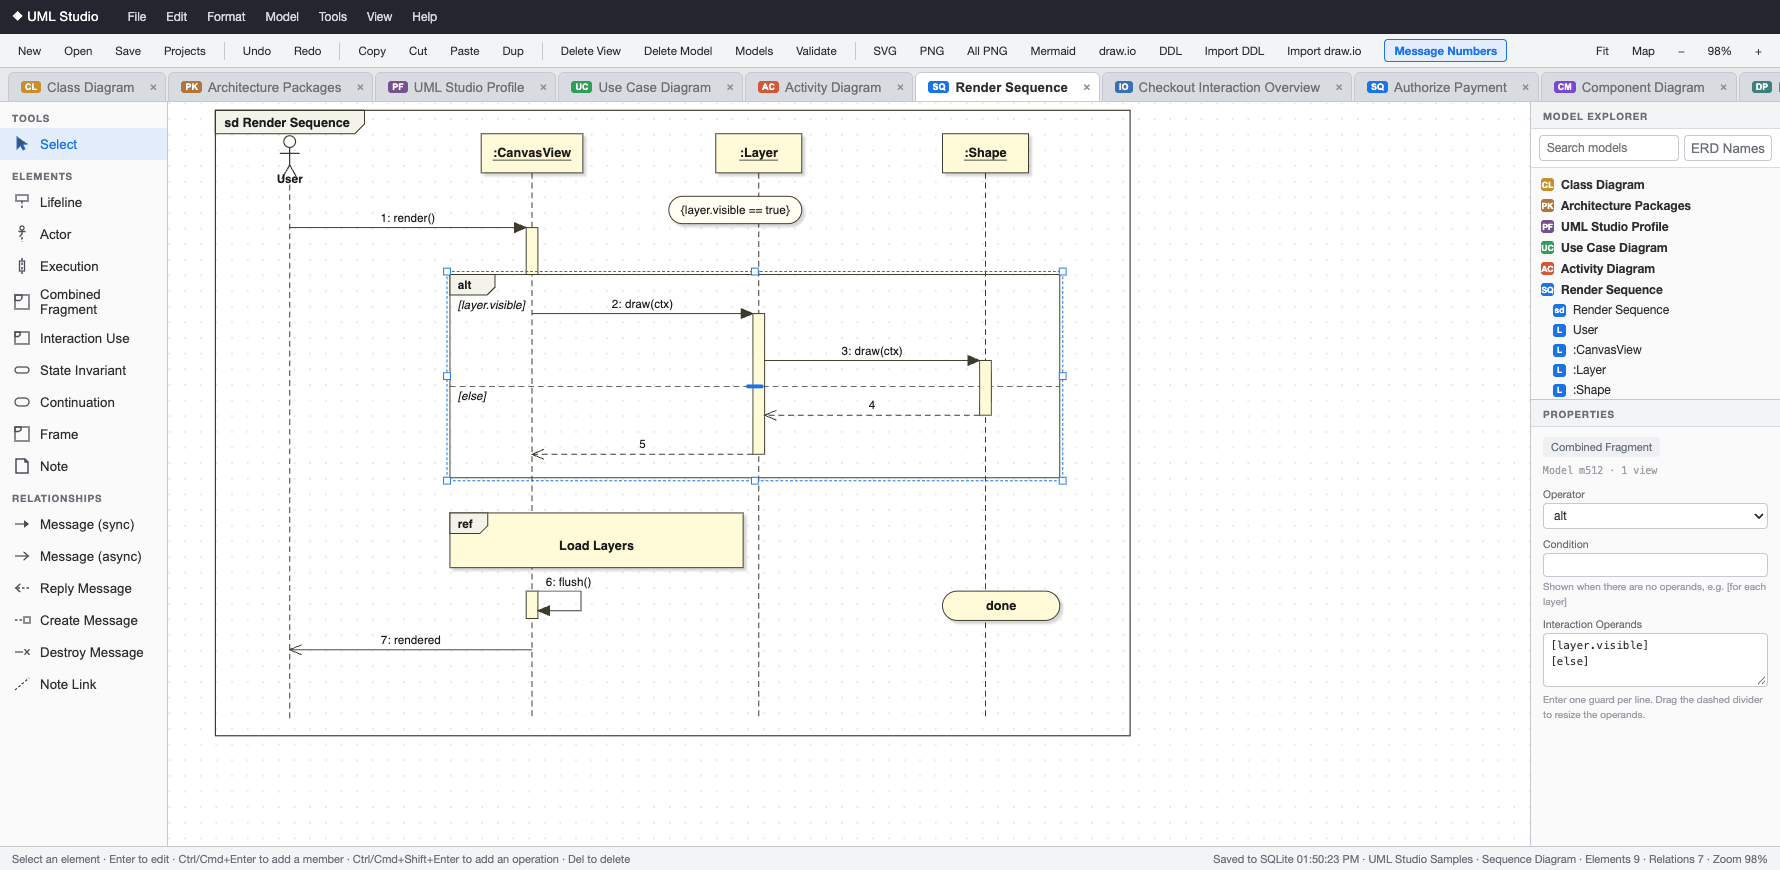 ❖ UML Studio File Edit Format Model Tools View Help
New Open Save Projects Undo Redo Copy Cut Paste Dup Delete View Delete Model Models Validate SVG PNG All PNG Mermaid draw.io DDL Import DDL Import draw.io Message Numbers Fit Map − 98% +
CL Class Diagram × PK Architecture Packages × PF UML Studio Profile × UC Use Case Diagram × AC Activity Diagram × SQ Render Sequence × IO Checkout Interaction Overview × SQ Authorize Payment × CM Component Diagram × DP
TOOLS
Select
ELEMENTS
Lifeline
Actor
Execution
Combined
Fragment
Interaction Use
State Invariant
Continuation
Frame
Note
RELATIONSHIPS
Message (sync)
Message (async)
Reply Message
Create Message
Destroy Message
Note Link
sd Render Sequence
User
:CanvasView
:Layer
:Shape
{layer.visible == true}
1: render()
alt
[layer.visible]
2: draw(ctx)
3: draw(ctx)
[else]
4
5
ref
Load Layers
6: flush()
done
7: rendered
MODEL EXPLORER
Search models ERD Names
CL Class Diagram
PK Architecture Packages
PF UML Studio Profile
UC Use Case Diagram
AC Activity Diagram
SQ Render Sequence
sd Render Sequence
L User
L :CanvasView
L :Layer
L :Shape
PROPERTIES
Combined Fragment
Model m512 · 1 view
Operator
alt
Condition
Shown when there are no operands, e.g. [for each
layer]
Interaction Operands
[layer.visible]
[else]
Enter one guard per line. Drag the dashed divider
to resize the operands.
Select an element · Enter to edit · Ctrl/Cmd+Enter to add a member · Ctrl/Cmd+Shift+Enter to add an operation · Del to delete
Saved to SQLite 01:50:23 PM · UML Studio Samples · Sequence Diagram · Elements 9 · Relations 7 · Zoom 98%